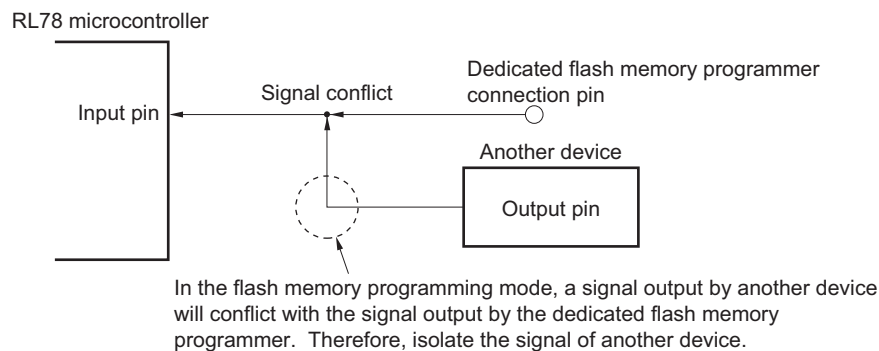 RL78 microcontroller
Dedicated flash memory programmer
connection pin
Signal conflict
Input pin
Another device
Output pin
In the flash memory programming mode, a signal output by another device
will conflict with the signal output by the dedicated flash memory
programmer.  Therefore, isolate the signal of another device.